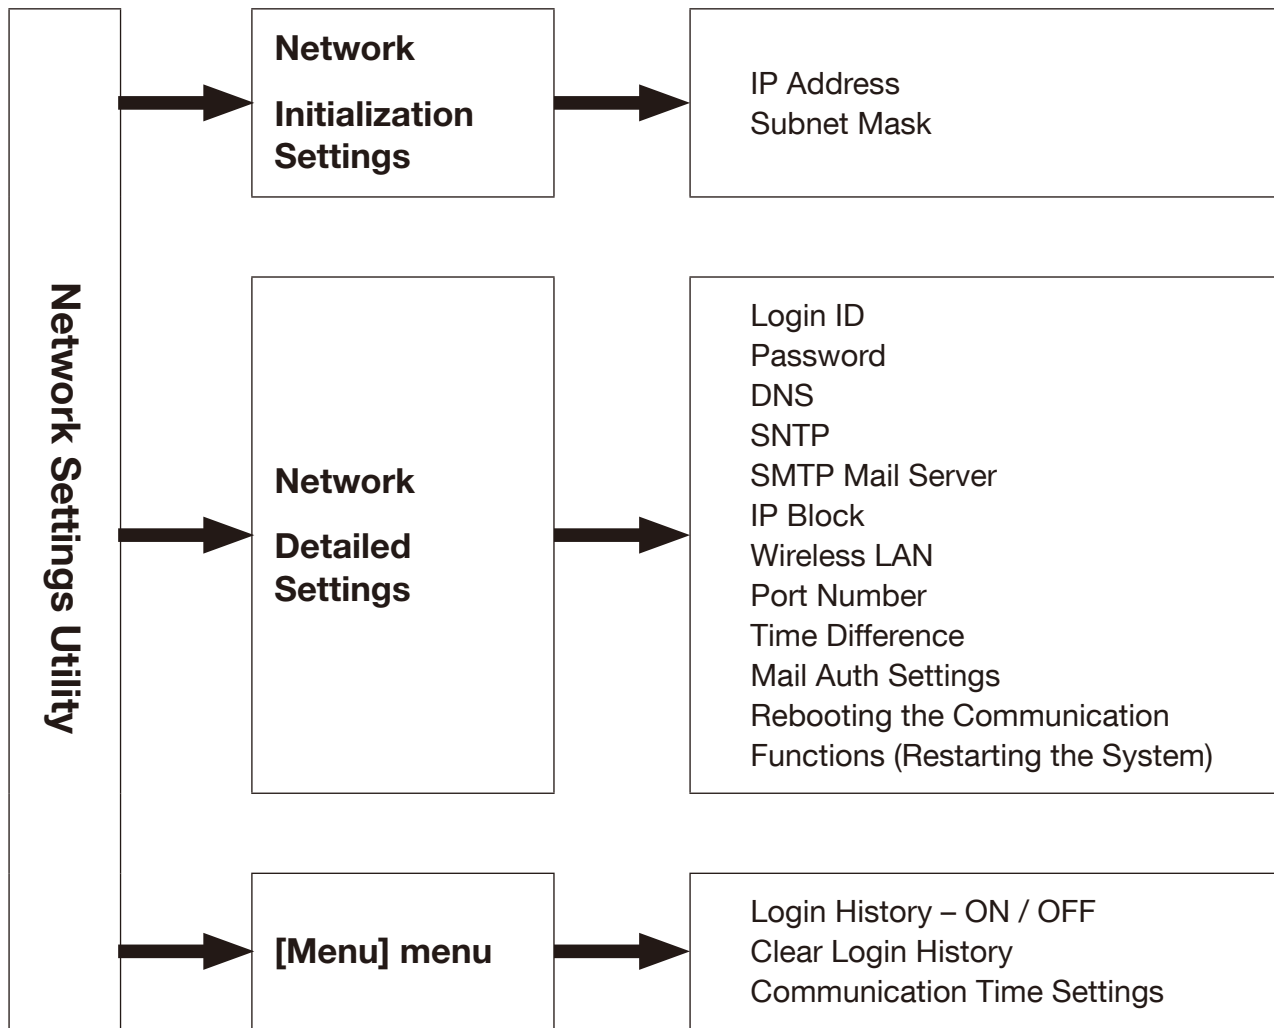 Network Settings Utility
Network
Initialization
Settings
IP Address
Subnet Mask
Network
Detailed
Settings
Login ID
Password
DNS
SNTP
SMTP Mail Server
IP Block
Wireless LAN
Port Number
Time Difference
Mail Auth Settings
Rebooting the Communication
Functions (Restarting the System)
[Menu] menu
Login History – ON / OFF
Clear Login History
Communication Time Settings